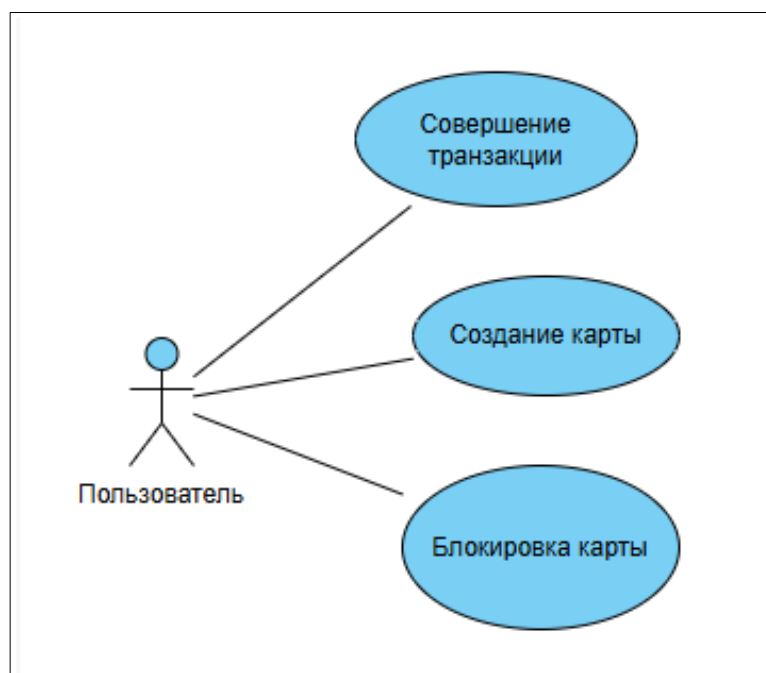 Совершение
транзакции
Создание карты
Пользователь
Блокировка карты